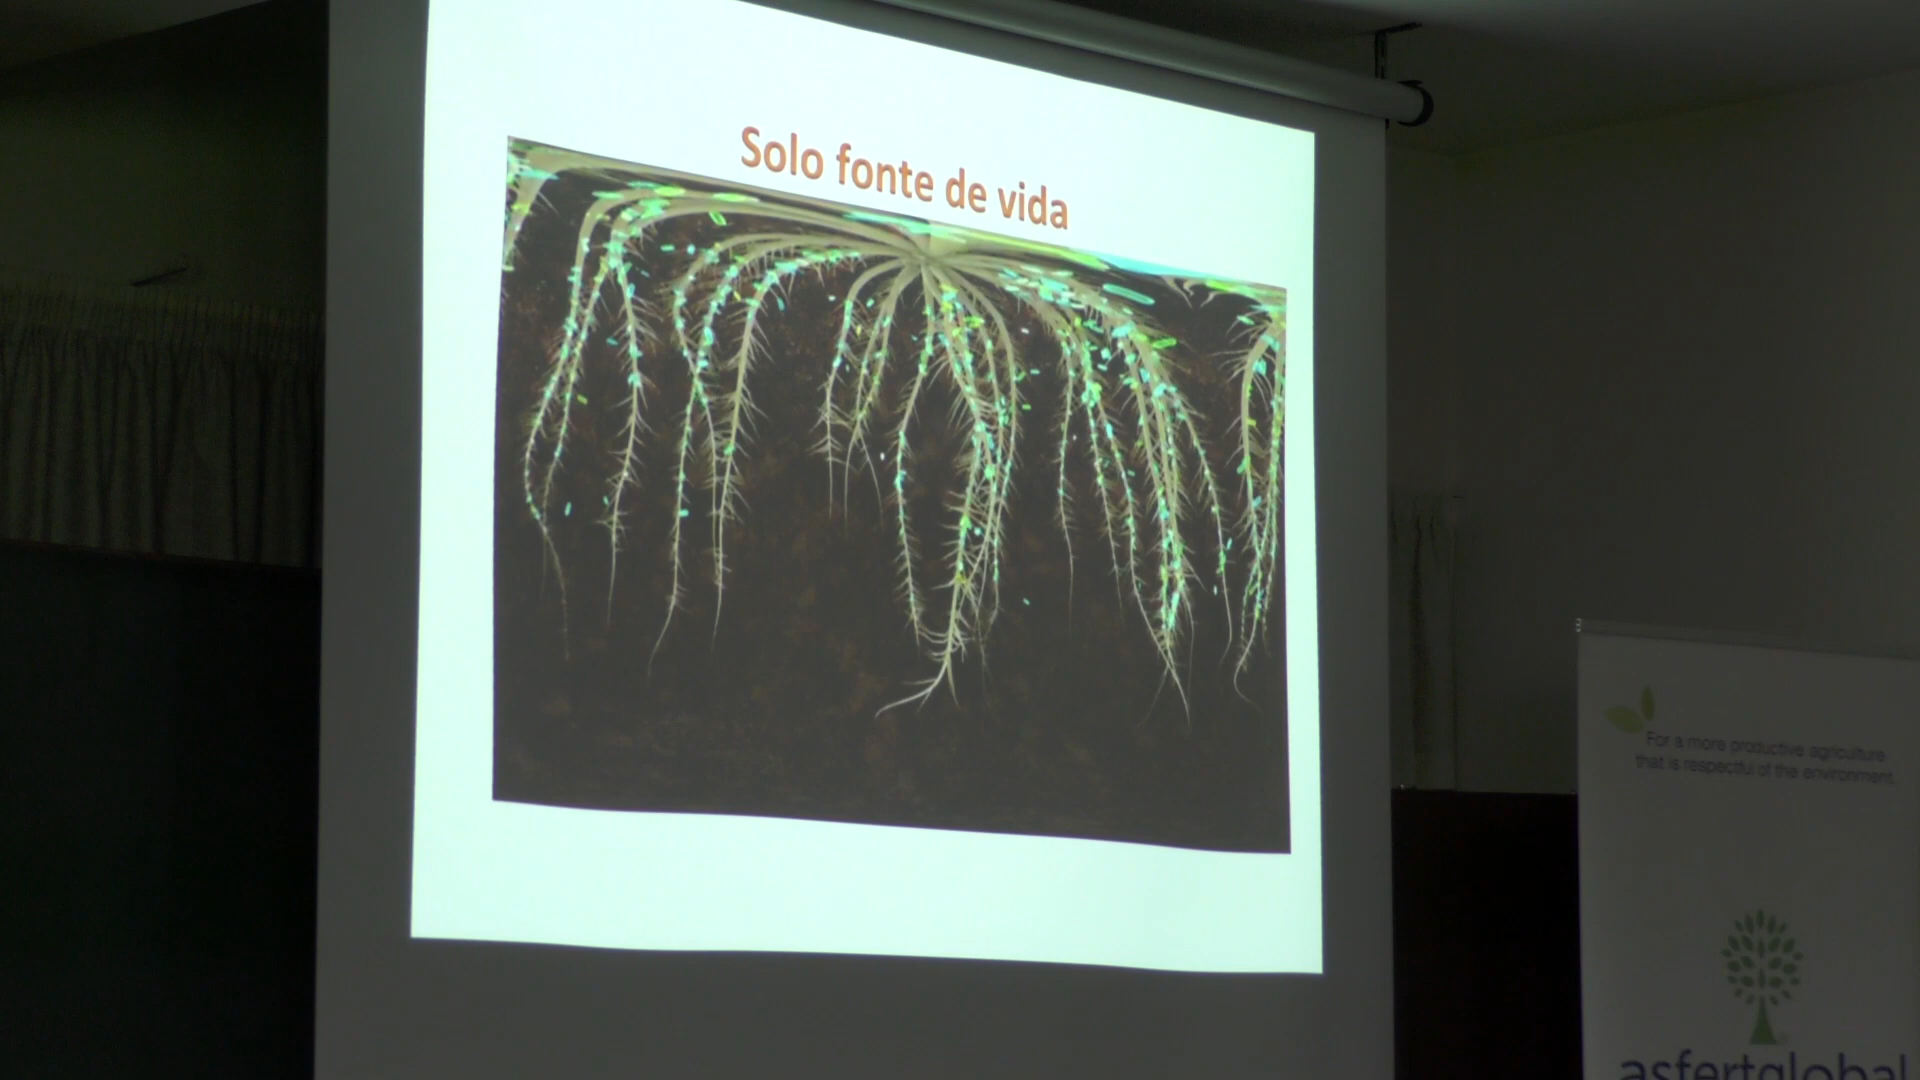 Solo fonte de vida
For a more productive agriculture
that is respectful of the environment
asfertglobal